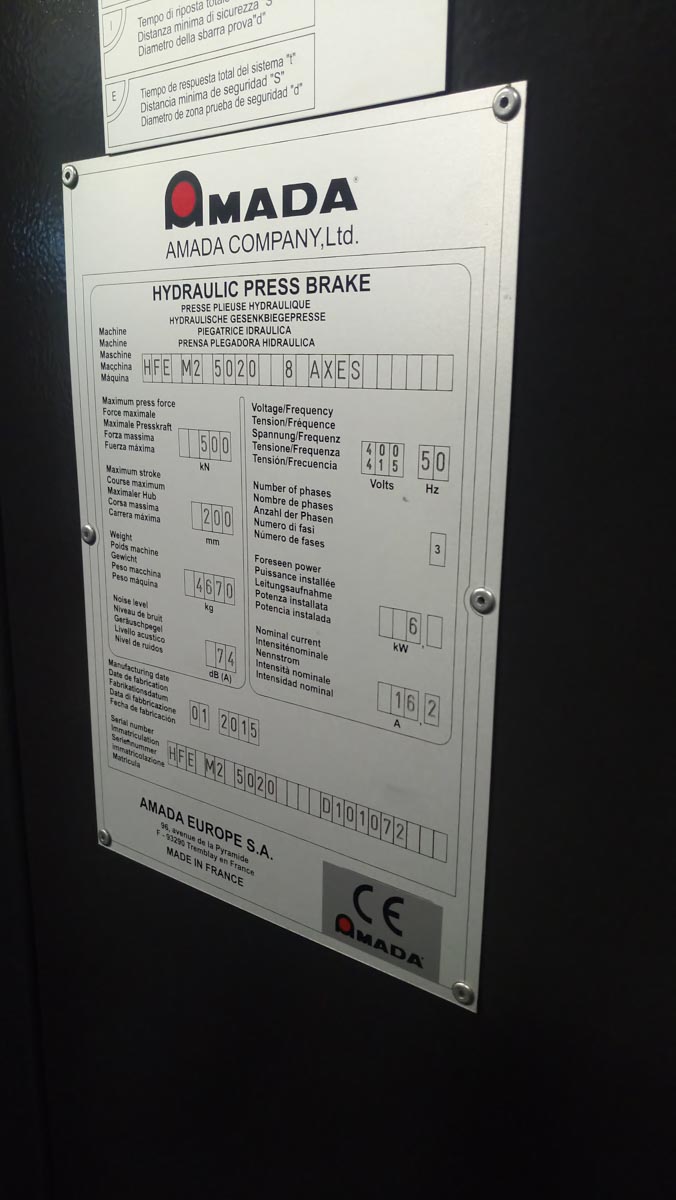 I
Tempo di riposta
Distanza minima di sicurezza "S"
Diametro della sbarra prova"d"
E
Tiempo de respuesta total del sistema "t"
Distancia minima de seguridad "S"
Diametro de zona prueba de seguridad "d"
AMADA
AMADA COMPANY,Ltd.
HYDRAULIC PRESS BRAKE
PRESSE PLIEUSE HYDRAULIQUE
HYDRAULISCHE GESENKBIEGEPRESSE
PIEGATRICE IDRAULICA
PRENSA PLEGADORA HIDRAULICA
Machine
Machine
Maschine
Macchina
Máquina
HFE M2 5020 8 AXES
Maximum press force
Force maximale
Maximale Presskraft
Forza massima
Fuerza máxima
500
kN
Maximum stroke
Course maximum
Maximaler Hub
Corsa massima
Carrera máxima
200
mm
Weight
Poids machine
Gewicht
Peso macchina
Peso máquina
4670
kg
Noise level
Niveau de bruit
Geräuschpegel
Livello acustico
Nivel de ruidos
74
dB (A)
Voltage/Frequency
Tension/Fréquence
Spannung/Frequenz
Tensione/Frequenza
Tensión/Frecuencia
400
415
Volts
50
Hz
Number of phases
Nombre de phases
Anzahl der Phasen
Numero di fasi
Número de fases
3
Foreseen power
Puissance installée
Leitungsaufnahme
Potenza installata
Potencia instalada
6,
kW
Nominal current
Intensiténominale
Nennstrom
Intensità nominale
Intensidad nominal
16,2
A
Manufacturing date
Date de fabrication
Fabrikationsdatum
Data di fabbricazione
Fecha de fabricación
01 2015
Serial number
Immatriculation
Serienummer
immatricolazione
Matricula
HFE M2 5020 D101072
AMADA EUROPE S.A.
96, avenue de la Pyramide
F - 93290 Tremblay en France
MADE IN FRANCE
CE
AMADA